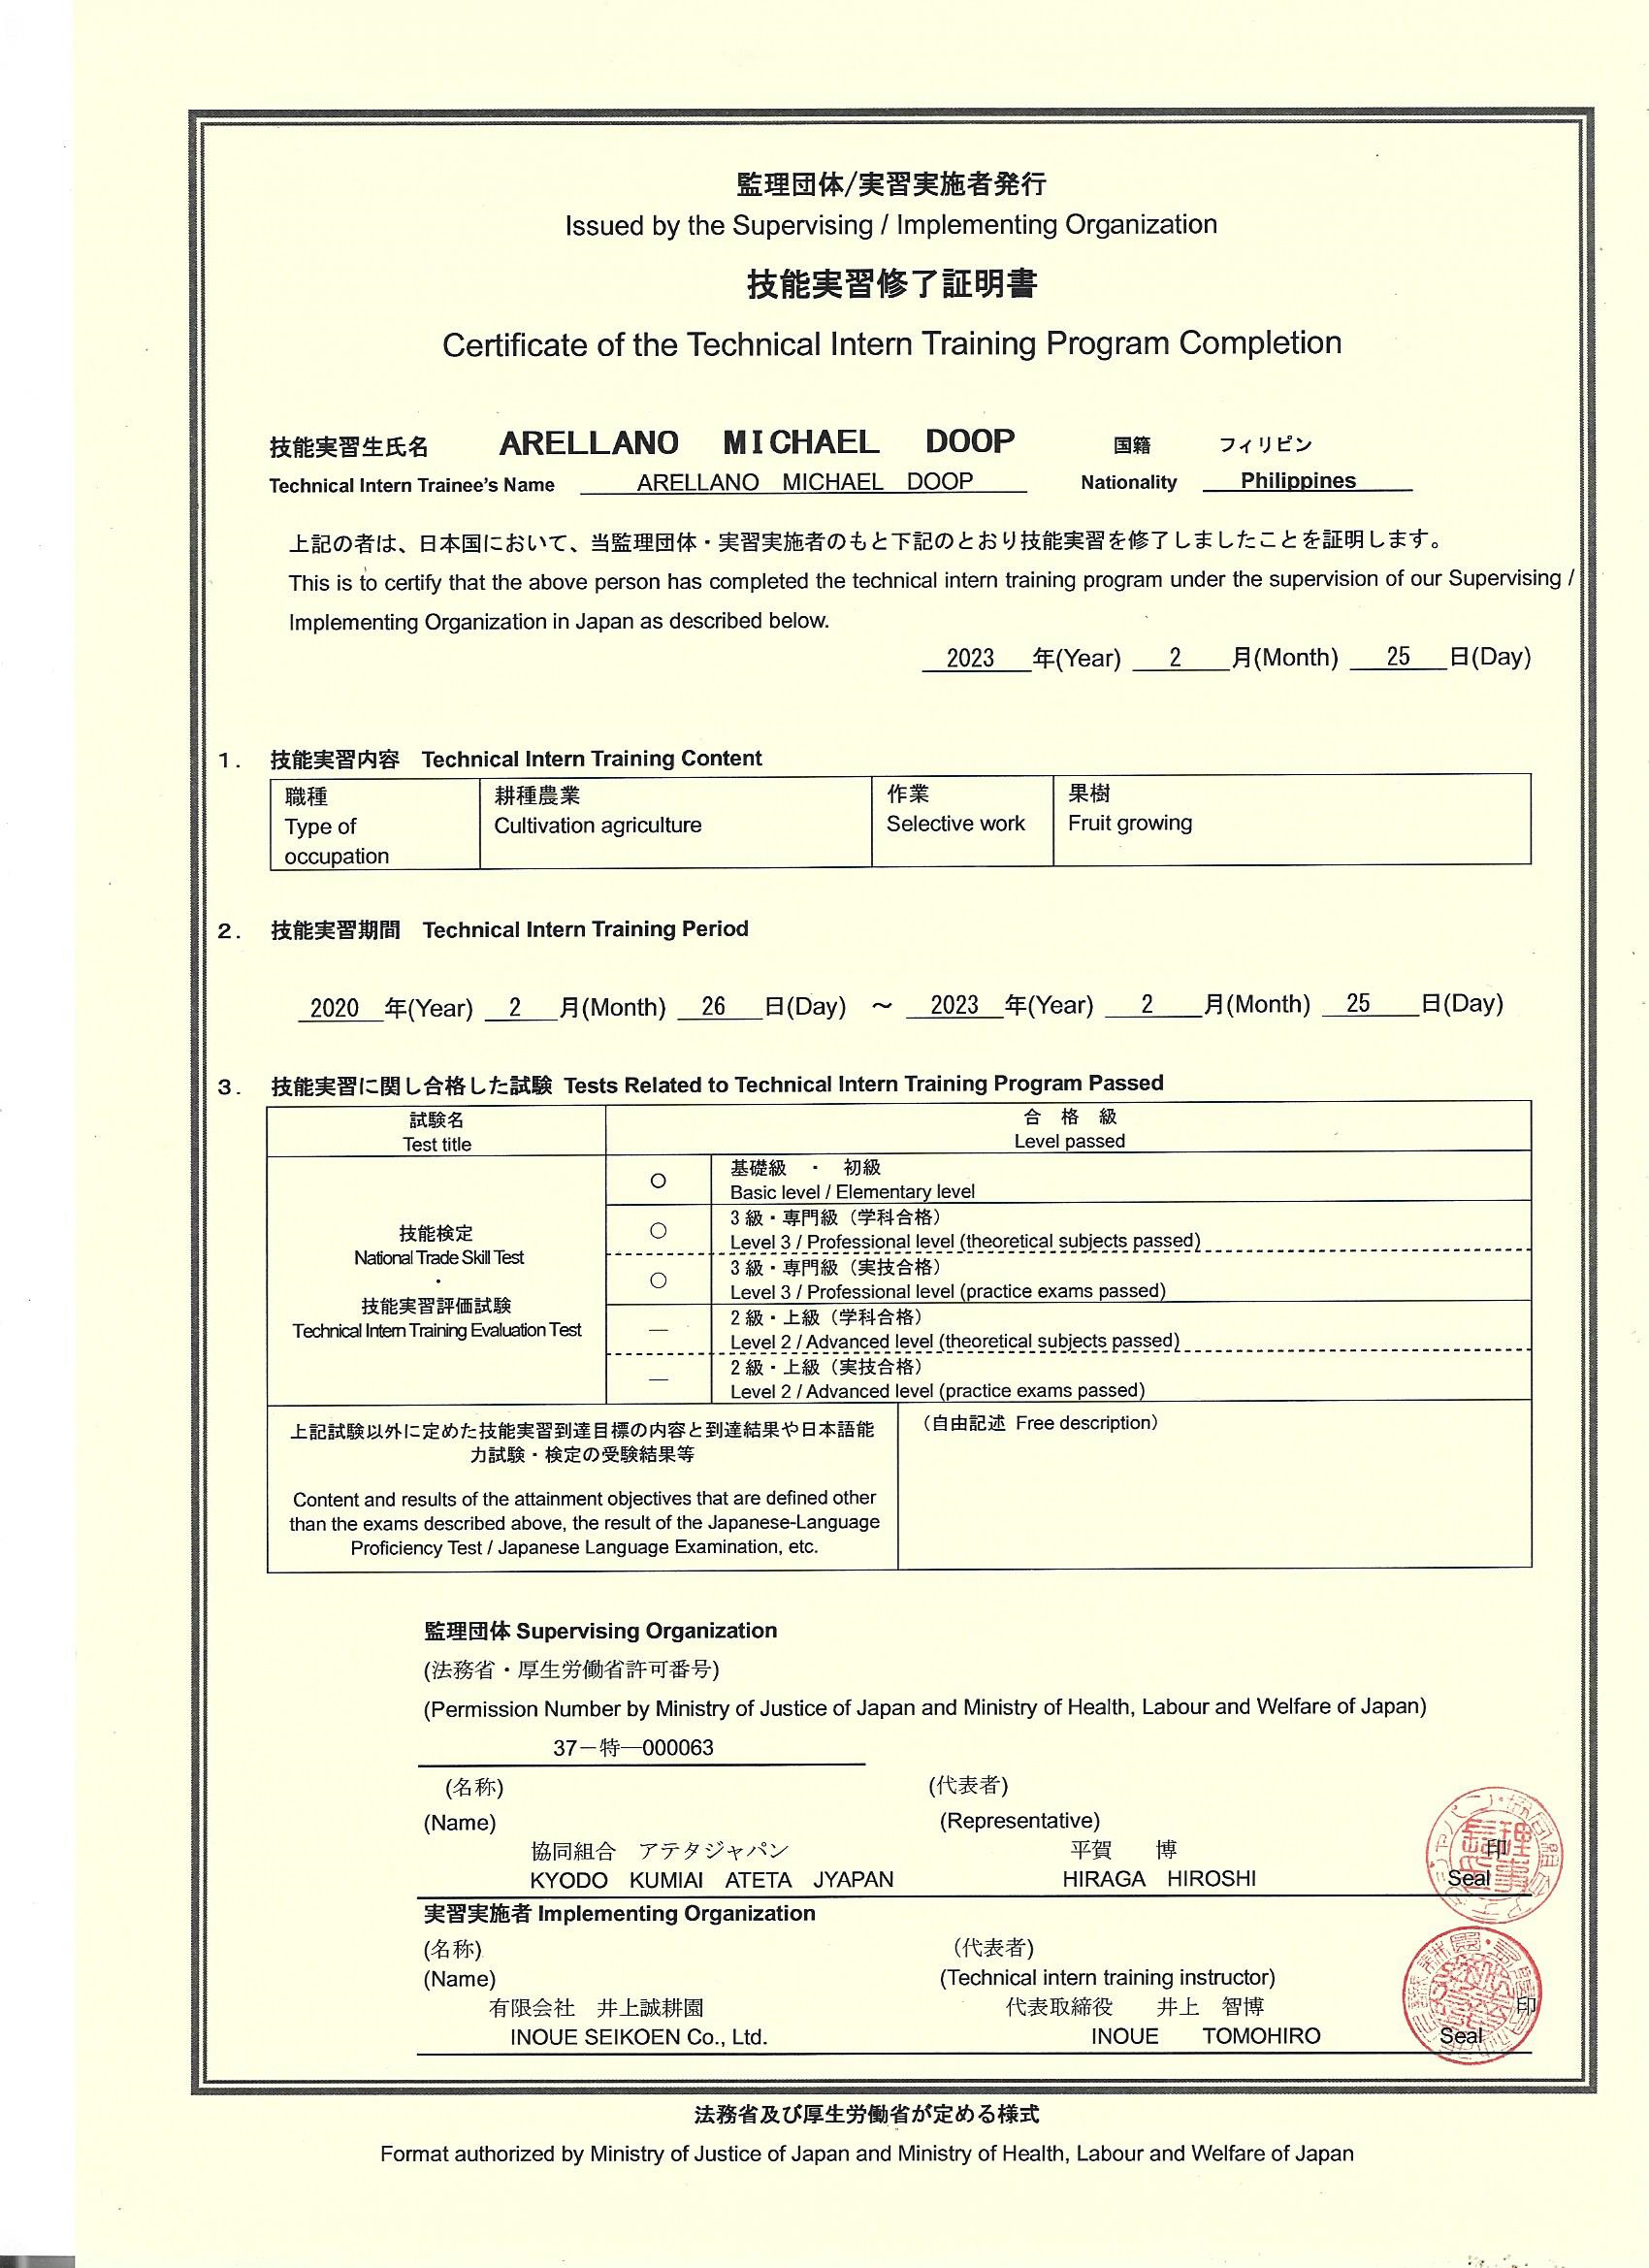 監理団体/実習実施者発行
Issued by the Supervising / Implementing Organization
技能実習修了証明書
Certificate of the Technical Intern Training Program Completion
技能実習生氏名 ARELLANO MICHAEL DOOP 国籍 フィリピン
Technical Intern Trainee's Name ARELLANO MICHAEL DOOP Nationality Philippines
上記の者は、日本国において、当監理団体・実習実施者のもと下記のとおり技能実習を修了しましたことを証明します。
This is to certify that the above person has completed the technical intern training program under the supervision of our Supervising /
Implementing Organization in Japan as described below.
2023 年(Year) 2 月(Month) 25 日(Day)
1. 技能実習内容 Technical Intern Training Content
職種 耕種農業 作業 果樹
Type of Cultivation agriculture Selective work Fruit growing
occupation
2. 技能実習期間 Technical Intern Training Period
2020 年(Year) 2 月(Month) 26 日(Day) ～ 2023 年(Year) 2 月(Month) 25 日(Day)
3. 技能実習に関し合格した試験 Tests Related to Technical Intern Training Program Passed
試験名 合 格 級
Test title Level passed
技能検定
National Trade Skill Test
・
技能実習評価試験
Technical Intern Training Evaluation Test
○ 基礎級 ・ 初級
Basic level / Elementary level
○ 3 級・専門級（学科合格）
Level 3 / Professional level (theoretical subjects passed)
○ 3 級・専門級（実技合格）
Level 3 / Professional level (practice exams passed)
― 2 級・上級（学科合格）
Level 2 / Advanced level (theoretical subjects passed)
― 2 級・上級（実技合格）
Level 2 / Advanced level (practice exams passed)
上記試験以外に定めた技能実習到達目標の内容と到達結果や日本語能
力試験・検定の受験結果等
Content and results of the attainment objectives that are defined other
than the exams described above, the result of the Japanese-Language
Proficiency Test / Japanese Language Examination, etc.
（自由記述 Free description）
監理団体 Supervising Organization
(法務省・厚生労働省許可番号)
(Permission Number by Ministry of Justice of Japan and Ministry of Health, Labour and Welfare of Japan)
37－特―000063
(名称) (代表者)
(Name) (Representative)
協同組合 アテタジャパン 平賀 博 印
KYODO KUMIAI ATETA JYAPAN HIRAGA HIROSHI Seal
実習実施者 Implementing Organization
(名称) (代表者)
(Name) (Technical intern training instructor)
有限会社 井上誠耕園 代表取締役 井上 智博 印
INOUE SEIKOEN Co., Ltd. INOUE TOMOHIRO Seal
法務省及び厚生労働省が定める様式
Format authorized by Ministry of Justice of Japan and Ministry of Health, Labour and Welfare of Japan